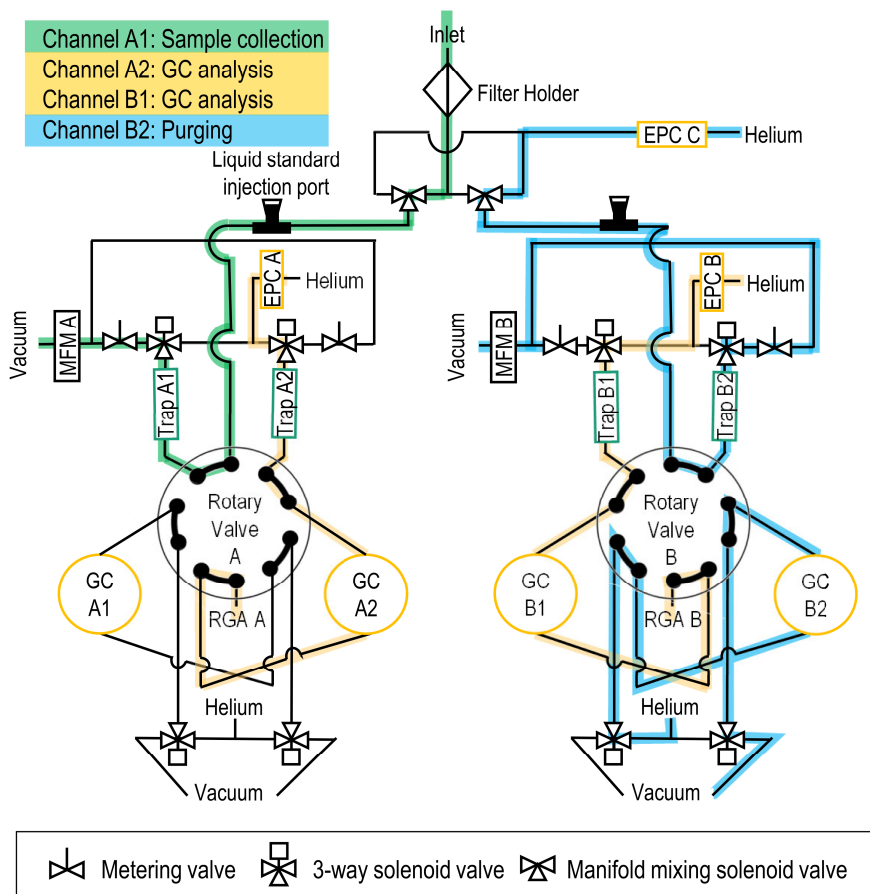 Channel A1: Sample collection
Channel A2: GC analysis
Channel B1: GC analysis
Channel B2: Purging
Inlet
Filter Holder
EPC C
Helium
Liquid standard
injection port
EPC A
Helium
EPC B
Helium
Vacuum
MFM A
Vacuum
MFM B
Trap A1
Trap A2
Trap B1
Trap B2
Rotary
Valve
A
Rotary
Valve
B
GC
A1
GC
A2
GC
B1
GC
B2
RGA A
RGA B
Helium
Helium
Vacuum
Vacuum
Metering valve
3-way solenoid valve
Manifold mixing solenoid valve